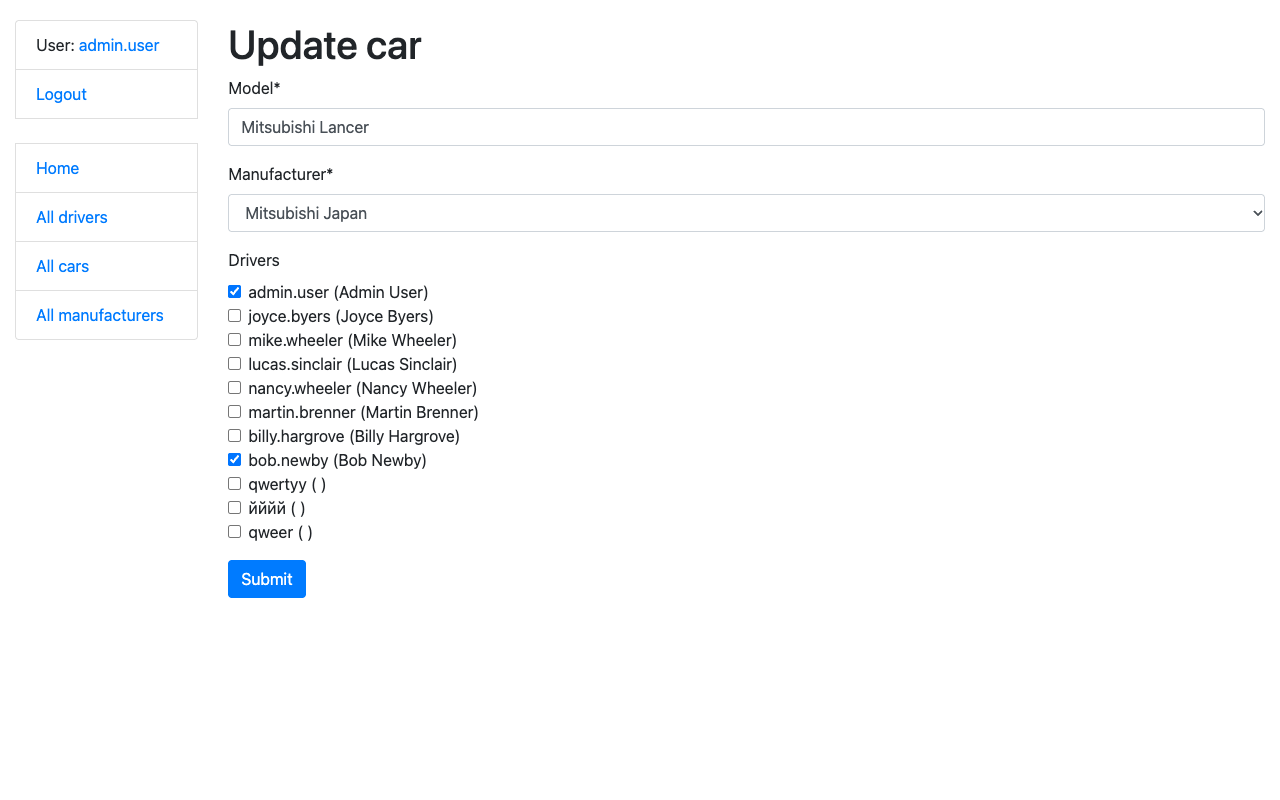 User: admin.user
Logout
Home
All drivers
All cars
All manufacturers
Update car
Model*
Mitsubishi Lancer
Manufacturer*
Mitsubishi Japan
Drivers
admin.user (Admin User)
joyce.byers (Joyce Byers)
mike.wheeler (Mike Wheeler)
lucas.sinclair (Lucas Sinclair)
nancy.wheeler (Nancy Wheeler)
martin.brenner (Martin Brenner)
billy.hargrove (Billy Hargrove)
bob.newby (Bob Newby)
qwertyy ( )
йййй ( )
qweer ( )
Submit